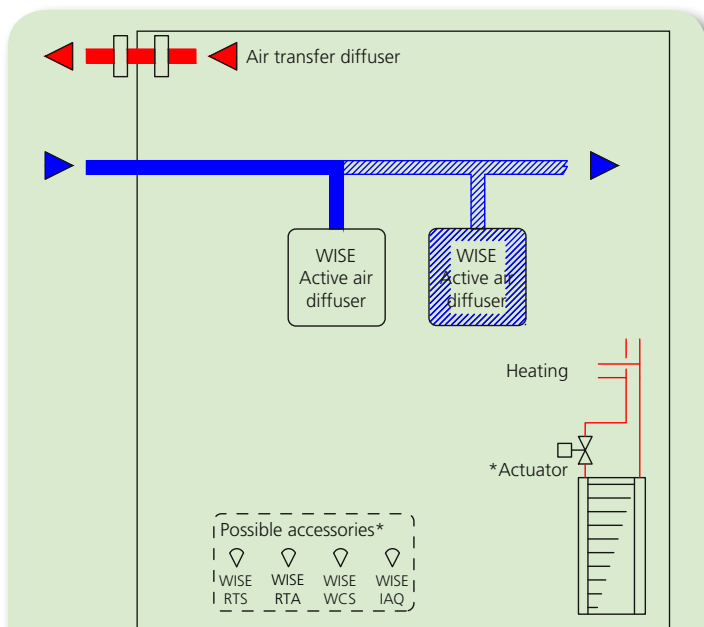 Air transfer diffuser
WISE
Active air
diffuser
WISE
Active air
diffuser
Heating
*Actuator
Possible accessories*
WISE
RTS
WISE
RTA
WISE
WCS
WISE
IAQ